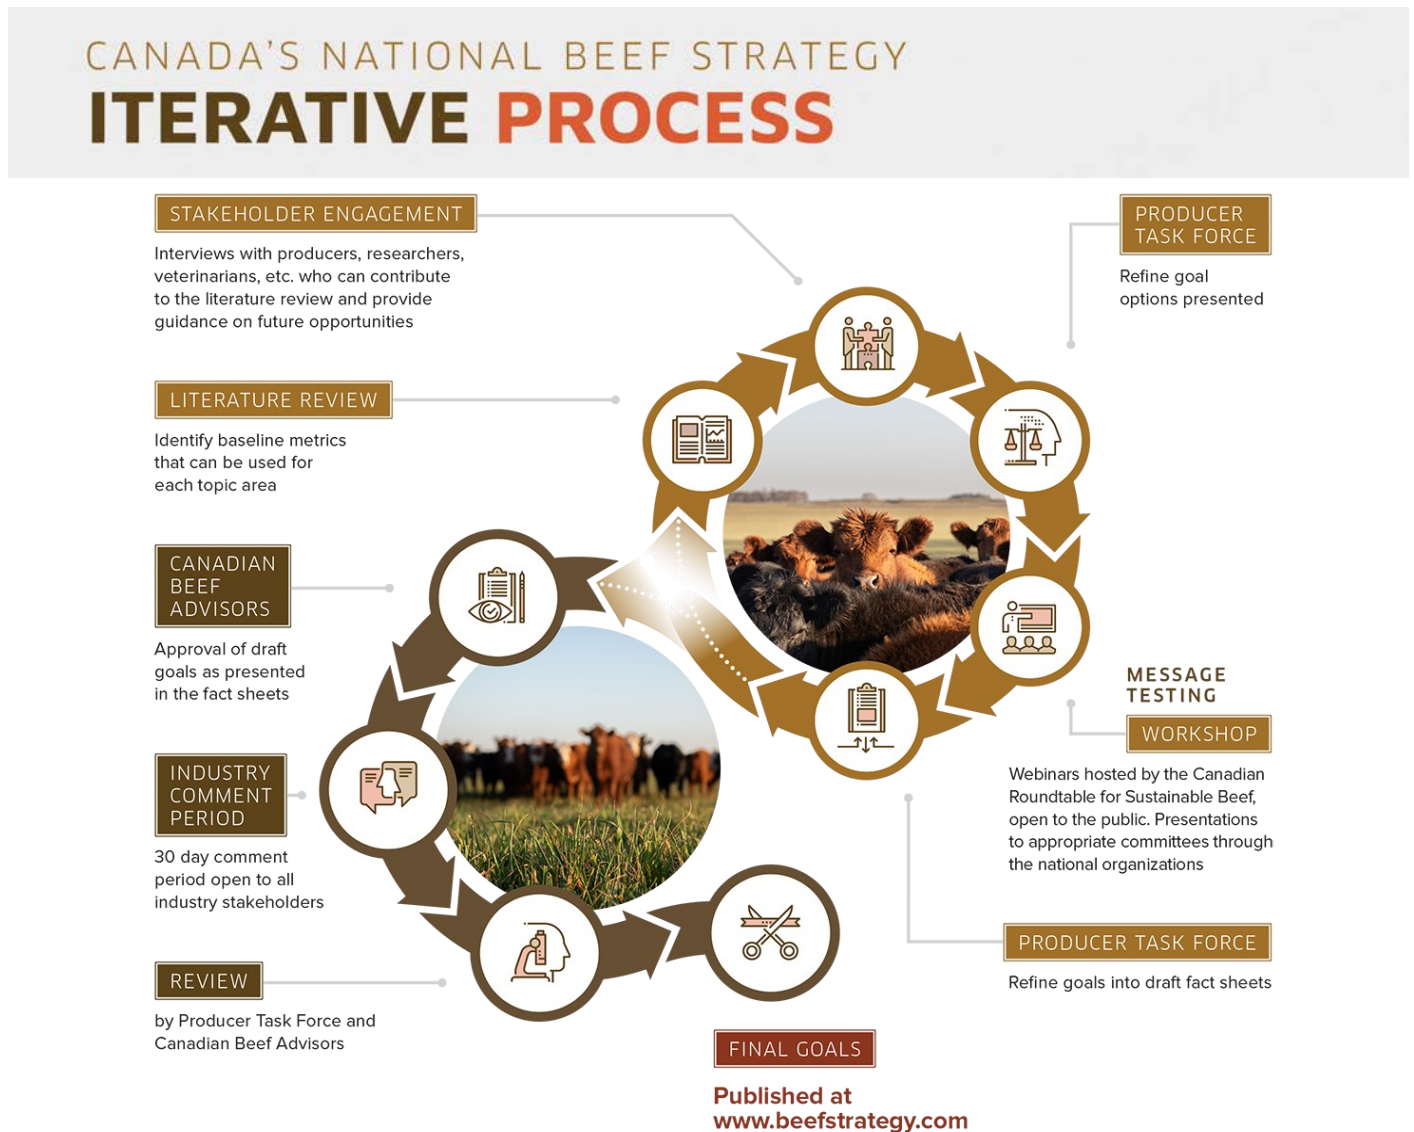 CANADA'S NATIONAL BEEF STRATEGY
ITERATIVE PROCESS
STAKEHOLDER ENGAGEMENT
Interviews with producers, researchers,
veterinarians, etc. who can contribute
to the literature review and provide
guidance on future opportunities
PRODUCER
TASK FORCE
Refine goal
options presented
LITERATURE REVIEW
Identify baseline metrics
that can be used for
each topic area
CANADIAN
BEEF
ADVISORS
Approval of draft
goals as presented
in the fact sheets
MESSAGE
TESTING
WORKSHOP
Webinars hosted by the Canadian
Roundtable for Sustainable Beef,
open to the public. Presentations
to appropriate committees through
the national organizations
INDUSTRY
COMMENT
PERIOD
30 day comment
period open to all
industry stakeholders
PRODUCER TASK FORCE
Refine goals into draft fact sheets
REVIEW
by Producer Task Force and
Canadian Beef Advisors
FINAL GOALS
Published at
www.beefstrategy.com